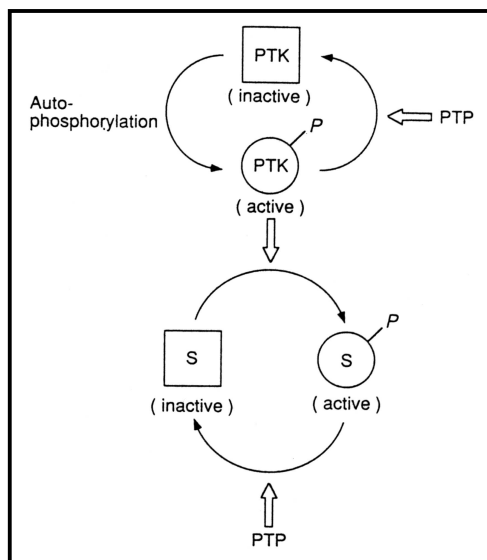 PTK
( inactive )
Auto-
phosphorylation
PTP
P
PTK
( active )
P
S
S
( inactive )
( active )
PTP